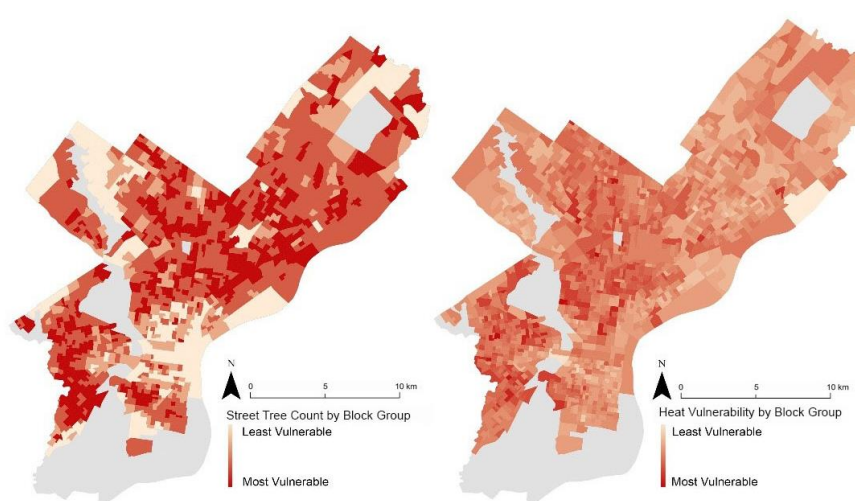 N
0 5 10 km
Street Tree Count by Block Group
Least Vulnerable
Most Vulnerable
N
0 5 10 km
Heat Vulnerability by Block Group
Least Vulnerable
Most Vulnerable